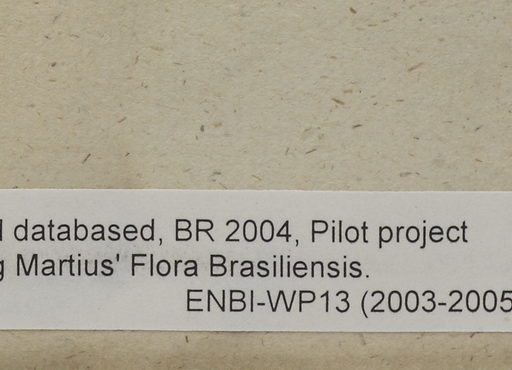 databased, BR 2004, Pilot project
g Martius' Flora Brasiliensis.
ENBI-WP13 (2003-2005